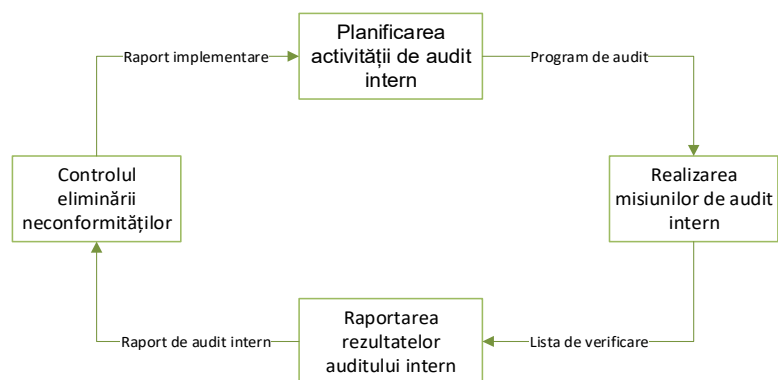 Planificarea
activității de audit
intern
Raport implementare
Program de audit
Controlul
eliminării
neconformităților
Realizarea
misiunilor de audit
intern
Raportarea
rezultatelor
auditului intern
Raport de audit intern
Lista de verificare